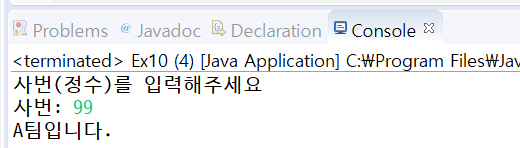 Problems @ Javadoc Declaration Console
<terminated> Ex10 (4) [Java Application] C:₩Program Files₩Jav
사번(정수)를 입력해주세요
사번: 99
A팀입니다.